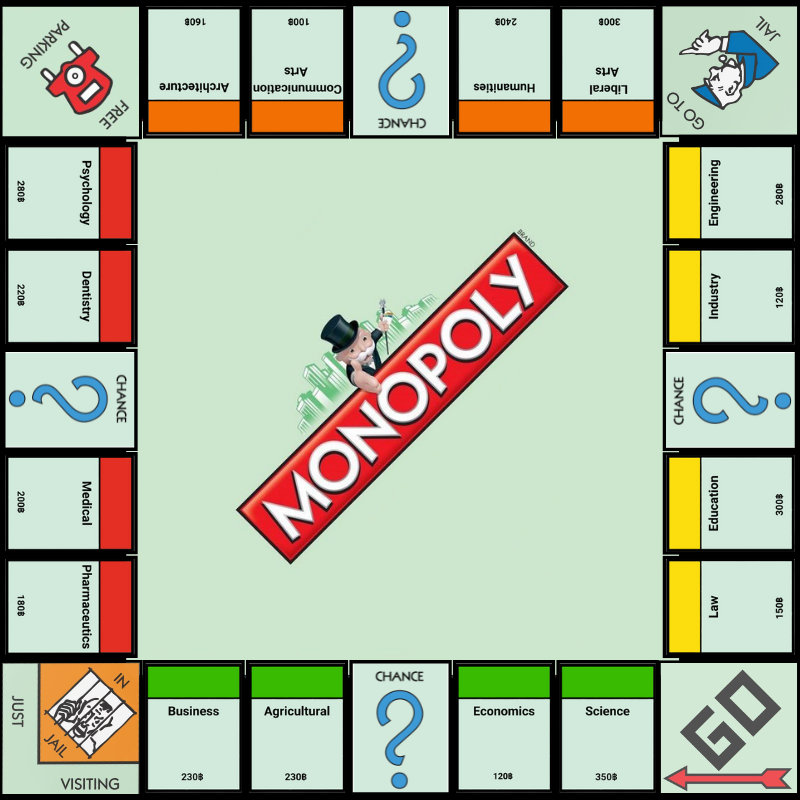 FREE
PARKING
Architecture
160฿
Communication
Arts
100฿
CHANCE
Humanities
240฿
Liberal
Arts
300฿
GO TO
JAIL
Psychology
280฿
Engineering
280฿
Dentistry
220฿
Industry
120฿
CHANCE
BRAND
MONOPOLY
CHANCE
Medical
200฿
Education
300฿
Pharmaceutics
180฿
Law
150฿
IN
JAIL
JUST
VISITING
Business
230฿
Agricultural
230฿
CHANCE
Economics
120฿
Science
350฿
GO